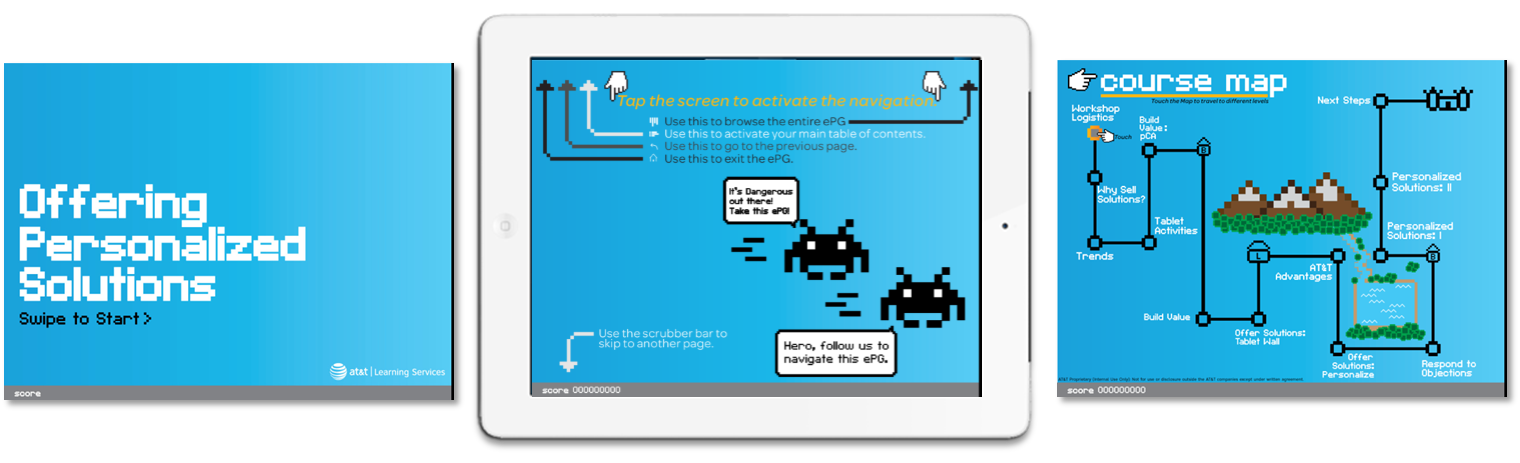 Offering
Personalized
Solutions
Swipe to Start >
at&t | Learning Services
score
Tap the screen to activate the navigation.
Use this to browse the entire ePG
Use this to activate your main table of contents.
Use this to go to the previous page.
Use this to exit the ePG.
It's Dangerous
out there!
Take this ePG!
Hero, follow us to
navigate this ePG.
Use the scrubber bar to
skip to another page.
score 000000000
course map
Touch the Map to travel to different levels
Workshop
Logistics
Touch
Why Sell
Solutions?
Trends
Build
Value:
pCA
Tablet
Activities
B
Build Value
Offer Solutions:
Tablet Wall
L
AT&T
Advantages
Offer
Solutions:
Personalize
Respond to
Objections
B
Personalized
Solutions: I
Personalized
Solutions: II
Next Steps
AT&T Proprietary (Internal Use Only) Not for use or disclosure outside the AT&T companies except under written agreement.
score 000000000